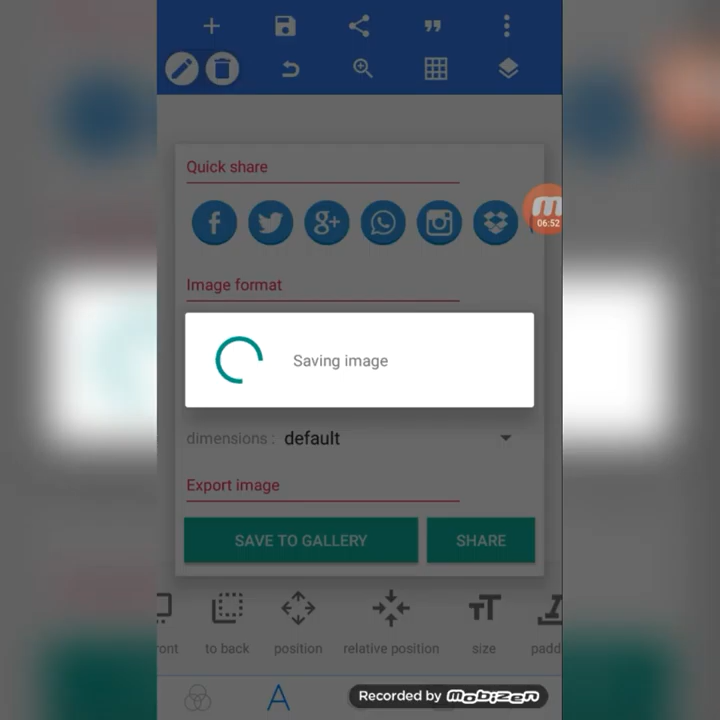 Quick share
f g+
06:52
Image format
Saving image
dimensions : default
Export image
SAVE TO GALLERY SHARE
ront to back position relative position size padd
A
Recorded by mobizen